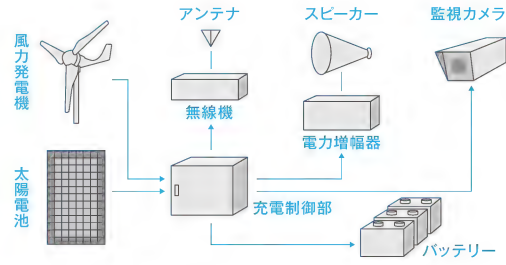 アンテナ
スピーカー
監視カメラ
風力発電機
無線機
電力増幅器
太陽電池
充電制御部
バッテリー